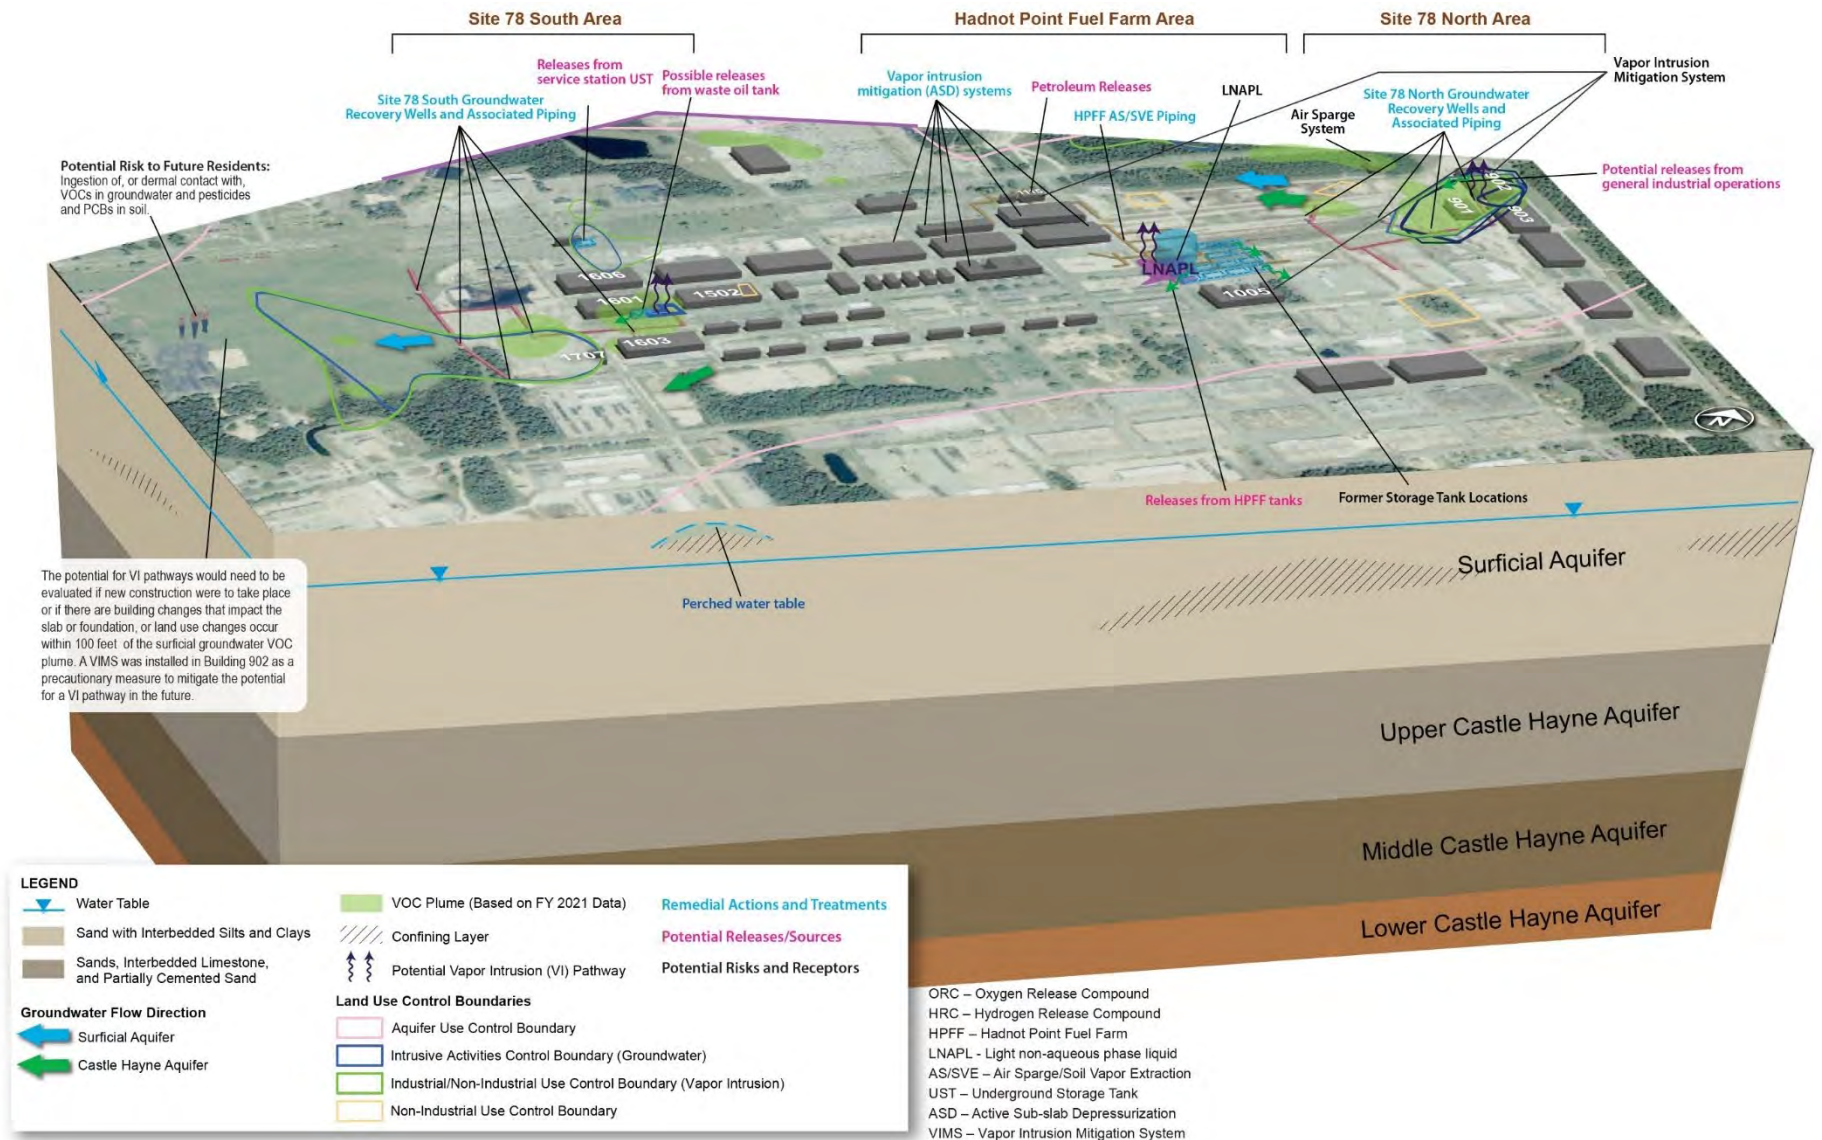 Site 78 South Area
Hadnot Point Fuel Farm Area
Site 78 North Area
Releases from
service station UST
Possible releases
from waste oil tank
Site 78 South Groundwater
Recovery Wells and Associated Piping
Vapor intrusion
mitigation (ASD) systems
Petroleum Releases
HPFF AS/SVE Piping
LNAPL
Air Sparge
System
Site 78 North Groundwater
Recovery Wells and
Associated Piping
Vapor Intrusion
Mitigation System
Potential releases from
general industrial operations
Potential Risk to Future Residents:
Ingestion of, or dermal contact with,
VOCs in groundwater and pesticides
and PCBs in soil.
901
902
903
1606
1601
1502
1603
1707
LNAPL
1005
N
Releases from HPFF tanks
Former Storage Tank Locations
Perched water table
Surficial Aquifer
Upper Castle Hayne Aquifer
Middle Castle Hayne Aquifer
Lower Castle Hayne Aquifer
The potential for VI pathways would need to be
evaluated if new construction were to take place
or if there are building changes that impact the
slab or foundation, or land use changes occur
within 100 feet of the surficial groundwater VOC
plume. A VIMS was installed in Building 902 as a
precautionary measure to mitigate the potential
for a VI pathway in the future.
LEGEND
Water Table
Sand with Interbedded Silts and Clays
Sands, Interbedded Limestone,
and Partially Cemented Sand
Groundwater Flow Direction
Surficial Aquifer
Castle Hayne Aquifer
VOC Plume (Based on FY 2021 Data)
Confining Layer
Potential Vapor Intrusion (VI) Pathway
Land Use Control Boundaries
Aquifer Use Control Boundary
Intrusive Activities Control Boundary (Groundwater)
Industrial/Non-Industrial Use Control Boundary (Vapor Intrusion)
Non-Industrial Use Control Boundary
Remedial Actions and Treatments
Potential Releases/Sources
Potential Risks and Receptors
ORC – Oxygen Release Compound
HRC – Hydrogen Release Compound
HPFF – Hadnot Point Fuel Farm
LNAPL - Light non-aqueous phase liquid
AS/SVE – Air Sparge/Soil Vapor Extraction
UST – Underground Storage Tank
ASD – Active Sub-slab Depressurization
VIMS – Vapor Intrusion Mitigation System